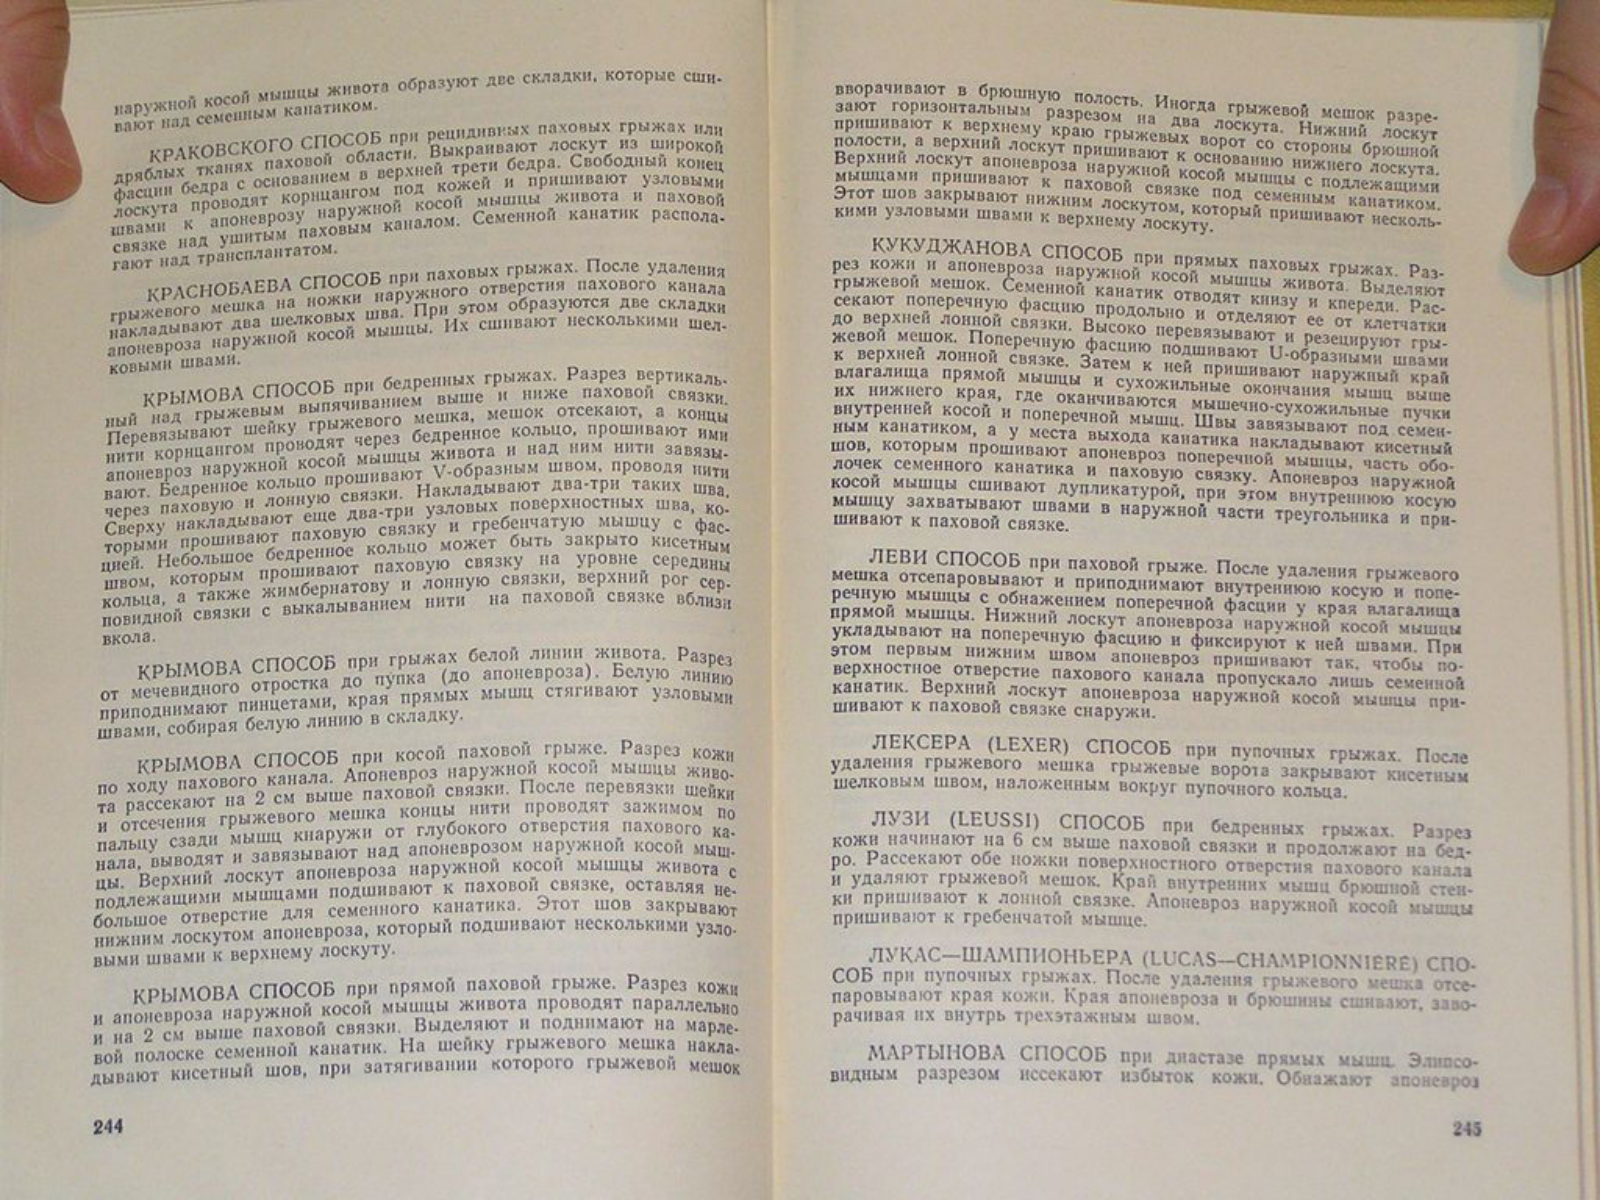 наружной косой мышцы живота образуют две складки, которые сши-
вают над семенным канатиком.
КРАКОВСКОГО СПОСОБ при рецидивных паховых грыжах или
дряблых тканях паховой области. Выкраивают лоскут из широкой
фасции бедра с основанием в верхней трети бедра. Свободный конец
лоскута проводят корнцангом под кожей и пришивают узловыми
швами к апоневрозу наружной косой мышцы живота и паховой
связке над ушитым паховым каналом. Семенной канатик распола-
гают над трансплантатом.
КРАСНОБАЕВА СПОСОБ при паховых грыжах. После удаления
грыжевого мешка на ножки наружного отверстия пахового канала
накладывают два шелковых шва. При этом образуются две складки
апоневроза наружной косой мышцы. Их сшивают несколькими шел-
ковыми швами.
КРЫМОВА СПОСОБ при бедренных грыжах. Разрез вертикаль-
ный над грыжевым выпячиванием выше и ниже паховой связки.
Перевязывают шейку грыжевого мешка, мешок отсекают, а концы
нити корнцангом проводят через бедренное кольцо, прошивают ими
апоневроз наружной косой мышцы живота и над ним нити завязы-
вают. Бедренное кольцо прошивают V-образным швом, проводя нити
через паховую и лонную связки. Накладывают два-три таких шва.
Сверху накладывают еще два-три узловых поверхностных шва, ко-
торыми прошивают паховую связку и гребенчатую мышцу с фас-
цией. Небольшое бедренное кольцо может быть закрыто кисетным
швом, которым прошивают паховую связку на уровне середины
кольца, а также жимбернатову и лонную связки, верхний рог сер-
повидной связки с выкалыванием нити на паховой связке вблизи
вкола.
КРЫМОВА СПОСОБ при грыжах белой линии живота. Разрез
от мечевидного отростка до пупка (до апоневроза). Белую линию
приподнимают пинцетами, края прямых мышц стягивают узловыми
швами, собирая белую линию в складку.
КРЫМОВА СПОСОБ при косой паховой грыже. Разрез кожи
по ходу пахового канала. Апоневроз наружной косой мышцы живо-
та рассекают на 2 см выше паховой связки. После перевязки шейки
и отсечения грыжевого мешка концы нити проводят зажимом по
пальцу сзади мышц кнаружи от глубокого отверстия пахового ка-
нала, выводят и завязывают над апоневрозом наружной косой мыш-
цы. Верхний лоскут апоневроза наружной косой мышцы живота с
подлежащими мышцами подшивают к паховой связке, оставляя не-
большое отверстие для семенного канатика. Этот шов закрывают
нижним лоскутом апоневроза, который подшивают несколькими узло-
выми швами к верхнему лоскуту.
КРЫМОВА СПОСОБ при прямой паховой грыже. Разрез кожи
и апоневроза наружной косой мышцы живота проводят параллельно
и на 2 см выше паховой связки. Выделяют и поднимают на марле-
вой полоске семенной канатик. На шейку грыжевого мешка накла-
дывают кисетный шов, при затягивании которого грыжевой мешок
244
вворачивают в брюшную полость. Иногда грыжевой мешок разре-
зают горизонтальным разрезом на два лоскута. Нижний лоскут
пришивают к верхнему краю грыжевых ворот со стороны брюшной
полости, а верхний лоскут пришивают к основанию нижнего лоскута.
Верхний лоскут апоневроза наружной косой мышцы с подлежащими
мышцами пришивают к паховой связке под семенным канатиком.
Этот шов закрывают нижним лоскутом, который пришивают несколь-
кими узловыми швами к верхнему лоскуту.
КУКУДЖАНОВА СПОСОБ при прямых паховых грыжах. Раз-
рез кожи и апоневроза наружной косой мышцы живота. Выделяют
грыжевой мешок. Семенной канатик отводят книзу и кпереди. Рас-
секают поперечную фасцию продольно и отделяют ее от клетчатки
до верхней лонной связки. Высоко перевязывают и резецируют гры-
жевой мешок. Поперечную фасцию подшивают U-образными швами
к верхней лонной связке. Затем к ней пришивают наружный край
влагалища прямой мышцы и сухожильные окончания мышц выше
их нижнего края, где оканчиваются мышечно-сухожильные пучки
внутренней косой и поперечной мышц. Швы завязывают под семен-
ным канатиком, а у места выхода канатика накладывают кисетный
шов, которым прошивают апоневроз поперечной мышцы, часть обо-
лочек семенного канатика и паховую связку. Апоневроз наружной
косой мышцы сшивают дупликатурой, при этом внутреннюю косую
мышцу захватывают швами в наружной части треугольника и при-
шивают к паховой связке.
ЛЕВИ СПОСОБ при паховой грыже. После удаления грыжевого
мешка отсепаровывают и приподнимают внутреннюю косую и попе-
речную мышцы с обнажением поперечной фасции у края влагалища
прямой мышцы. Нижний лоскут апоневроза наружной косой мышцы
укладывают на поперечную фасцию и фиксируют к ней швами. При
этом первым нижним швом апоневроз пришивают так, чтобы по-
верхностное отверстие пахового канала пропускало лишь семенной
канатик. Верхний лоскут апоневроза наружной косой мышцы при-
шивают к паховой связке снаружи.
ЛЕКСЕРА (LEXER) СПОСОБ при пупочных грыжах. После
удаления грыжевого мешка грыжевые ворота закрывают кисетным
шелковым швом, наложенным вокруг пупочного кольца.
ЛУЗИ (LEUSSI) СПОСОБ при бедренных грыжах. Разрез
кожи начинают на 6 см выше паховой связки и продолжают на бед-
ро. Рассекают обе ножки поверхностного отверстия пахового канала
и удаляют грыжевой мешок. Край внутренних мышц брюшной стен-
ки пришивают к лонной связке. Апоневроз наружной косой мышцы
пришивают к гребенчатой мышце.
ЛУКАС—ШАМПИОНЬЕРА (LUCAS—CHAMPIONNIERE) СПО-
СОБ при пупочных грыжах. После удаления грыжевого мешка отсе-
паровывают края кожи. Края апоневроза и брюшины сшивают, заво-
рачивая их внутрь трехэтажным швом.
МАРТЫНОВА СПОСОБ при диастазе прямых мышц. Элипсо-
видным разрезом иссекают избыток кожи. Обнажают апоневроз
245